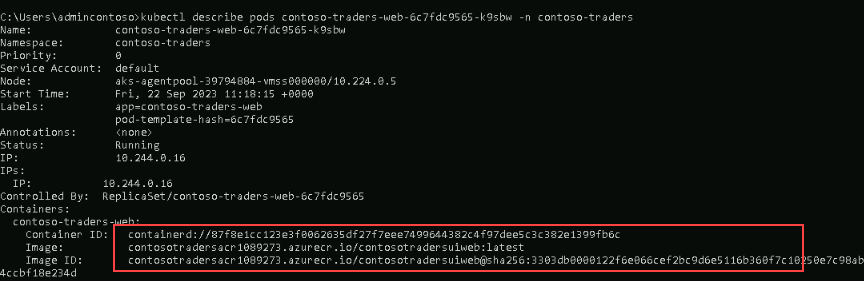 C:\Users\admincontoso>kubectl describe pods contoso-traders-web-6c7fdc9565-k9sbw -n contoso-traders
Name:             contoso-traders-web-6c7fdc9565-k9sbw
Namespace:        contoso-traders
Priority:         0
Service Account:  default
Node:             aks-agentpool-39794884-vmss000000/10.224.0.5
Start Time:       Fri, 22 Sep 2023 11:18:15 +0000
Labels:           app=contoso-traders-web
                  pod-template-hash=6c7fdc9565
Annotations:      <none>
Status:           Running
IP:               10.244.0.16
IPs:
  IP:           10.244.0.16
Controlled By:  ReplicaSet/contoso-traders-web-6c7fdc9565
Containers:
  contoso-traders-web:
    Container ID:   containerd://87f8e1cc123e3f0062635df27f7eee7499644382c4f97dee5c3c382e1399fb6c
    Image:          contosotradersacr1089273.azurecr.io/contosotradersuiweb:latest
    Image ID:       contosotradersacr1089273.azurecr.io/contosotradersuiweb@sha256:3303db0000122f6e066cef2bc9d6e5116b360f7c10250e7c98ab
4ccbf18e234d